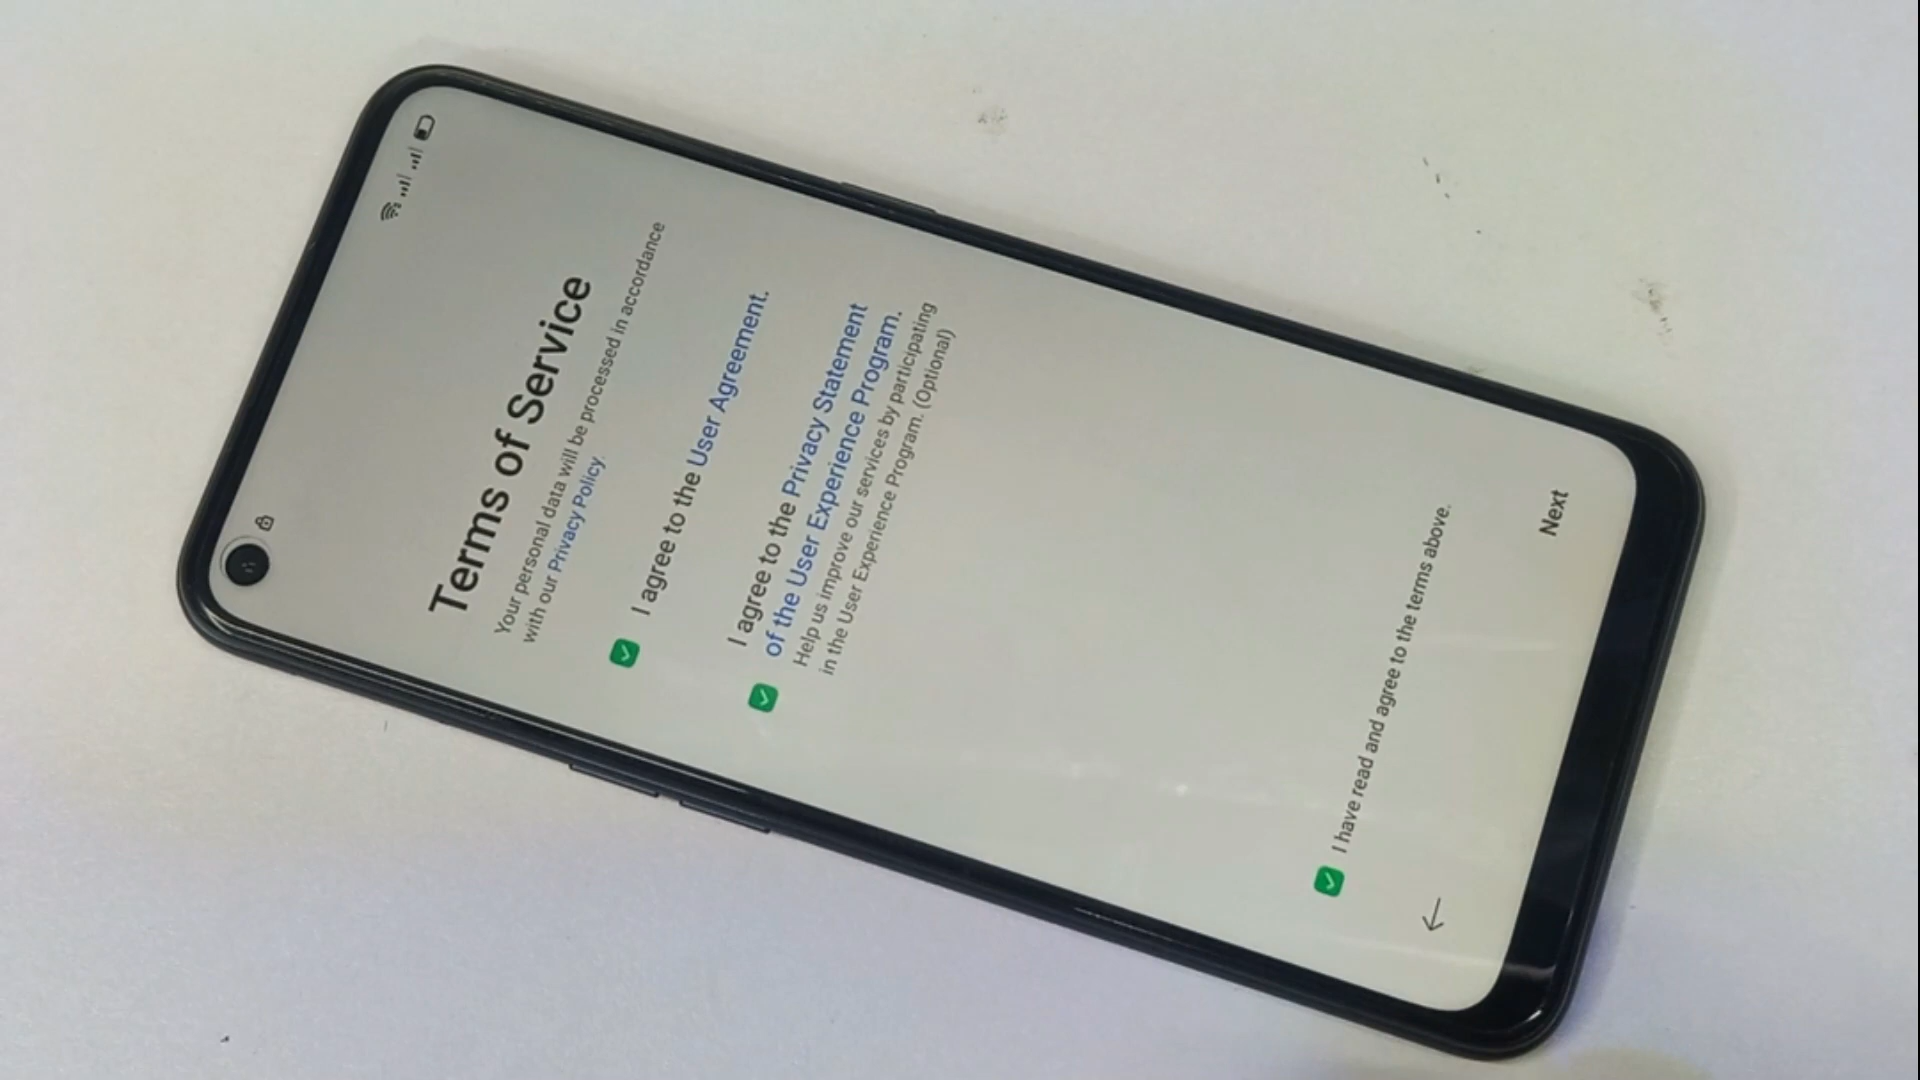 Terms of Service
Your personal data will be processed in accordance
with our Privacy Policy.
I agree to the User Agreement.
I agree to the Privacy Statement
of the User Experience Program.
Help us improve our services by participating
in the User Experience Program. (Optional)
I have read and agree to the terms above.
Next